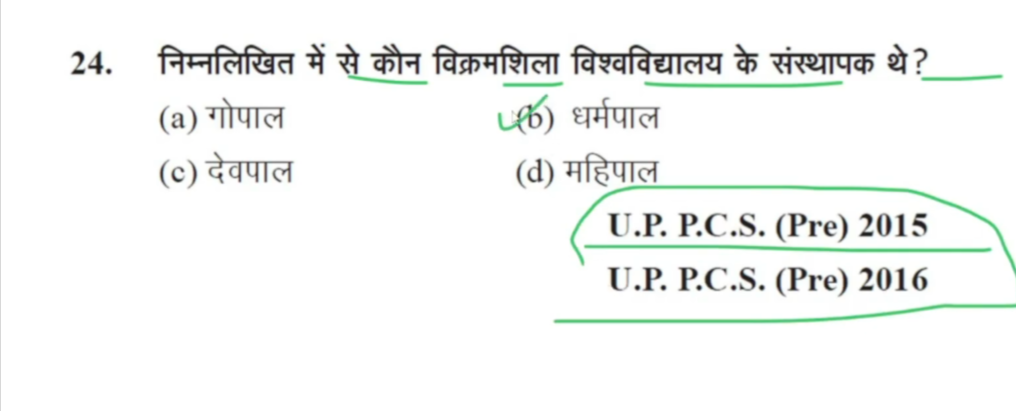 24. निम्नलिखित में से कौन विक्रमशिला विश्वविद्यालय के संस्थापक थे?
(a) गोपाल (b) धर्मपाल
(c) देवपाल (d) महिपाल
U.P. P.C.S. (Pre) 2015
U.P. P.C.S. (Pre) 2016